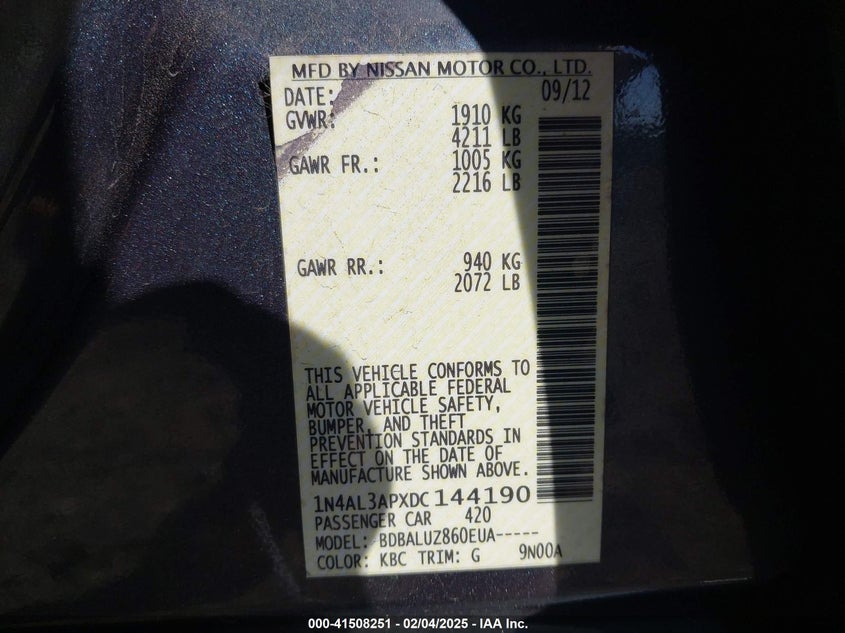 MFD BY NISSAN MOTOR CO., LTD.
DATE: 09/12
GVWR: 1910 KG
4211 LB
GAWR FR.: 1005 KG
2216 LB
GAWR RR.: 940 KG
2072 LB
THIS VEHICLE CONFORMS TO
ALL APPLICABLE FEDERAL
MOTOR VEHICLE SAFETY,
BUMPER, AND THEFT
PREVENTION STANDARDS IN
EFFECT ON THE DATE OF
MANUFACTURE SHOWN ABOVE.
1N4AL3APXDC144190
PASSENGER CAR 420
MODEL: BDBALUZ860EUA-----
COLOR: KBC TRIM: G 9N00A
000-41508251 - 02/04/2025 - IAA Inc.